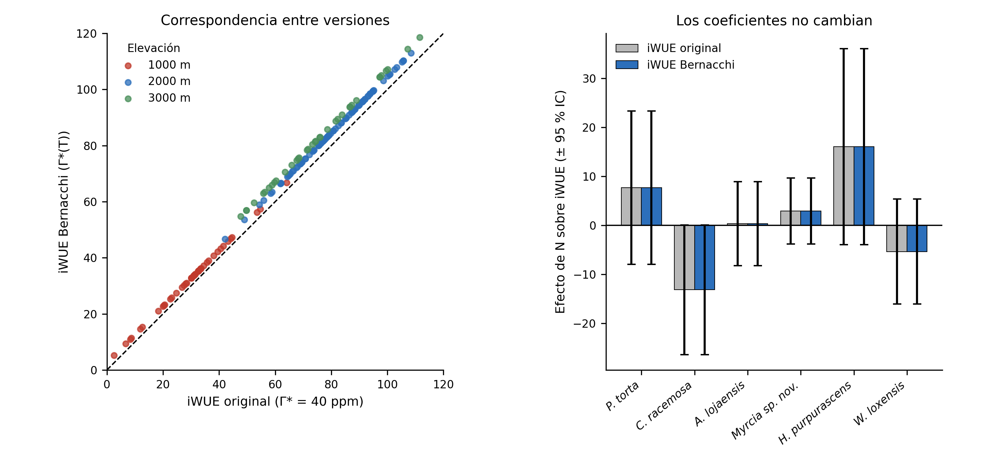 Correspondencia entre versiones
120
100
80
60
40
20
0
0
20
40
60
80
100
120
iWUE Bernacchi (Γ*(T))
iWUE original (Γ* = 40 ppm)
Elevación
1000 m
2000 m
3000 m
Los coeficientes no cambian
iWUE original
iWUE Bernacchi
30
20
10
0
−10
−20
Efecto de N sobre iWUE (± 95 % IC)
P. torta
C. racemosa
A. lojaensis
Myrcia sp. nov.
H. purpurascens
W. loxensis